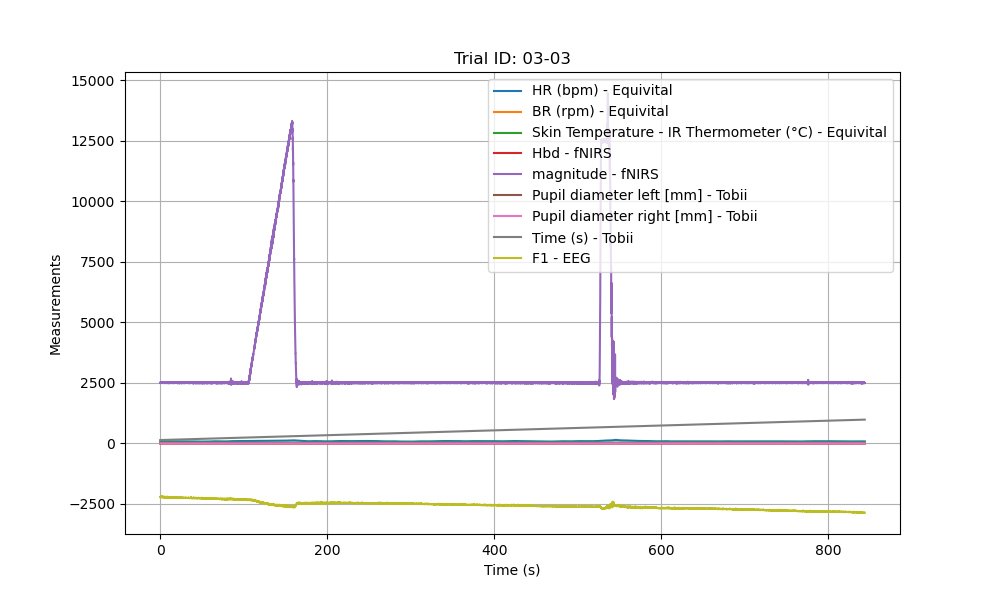 Trial ID: 03-03
15000
12500
10000
7500
5000
2500
0
−2500
Measurements
HR (bpm) - Equivital
BR (rpm) - Equivital
Skin Temperature - IR Thermometer (°C) - Equivital
Hbd - fNIRS
magnitude - fNIRS
Pupil diameter left [mm] - Tobii
Pupil diameter right [mm] - Tobii
Time (s) - Tobii
F1 - EEG
0
200
400
600
800
Time (s)